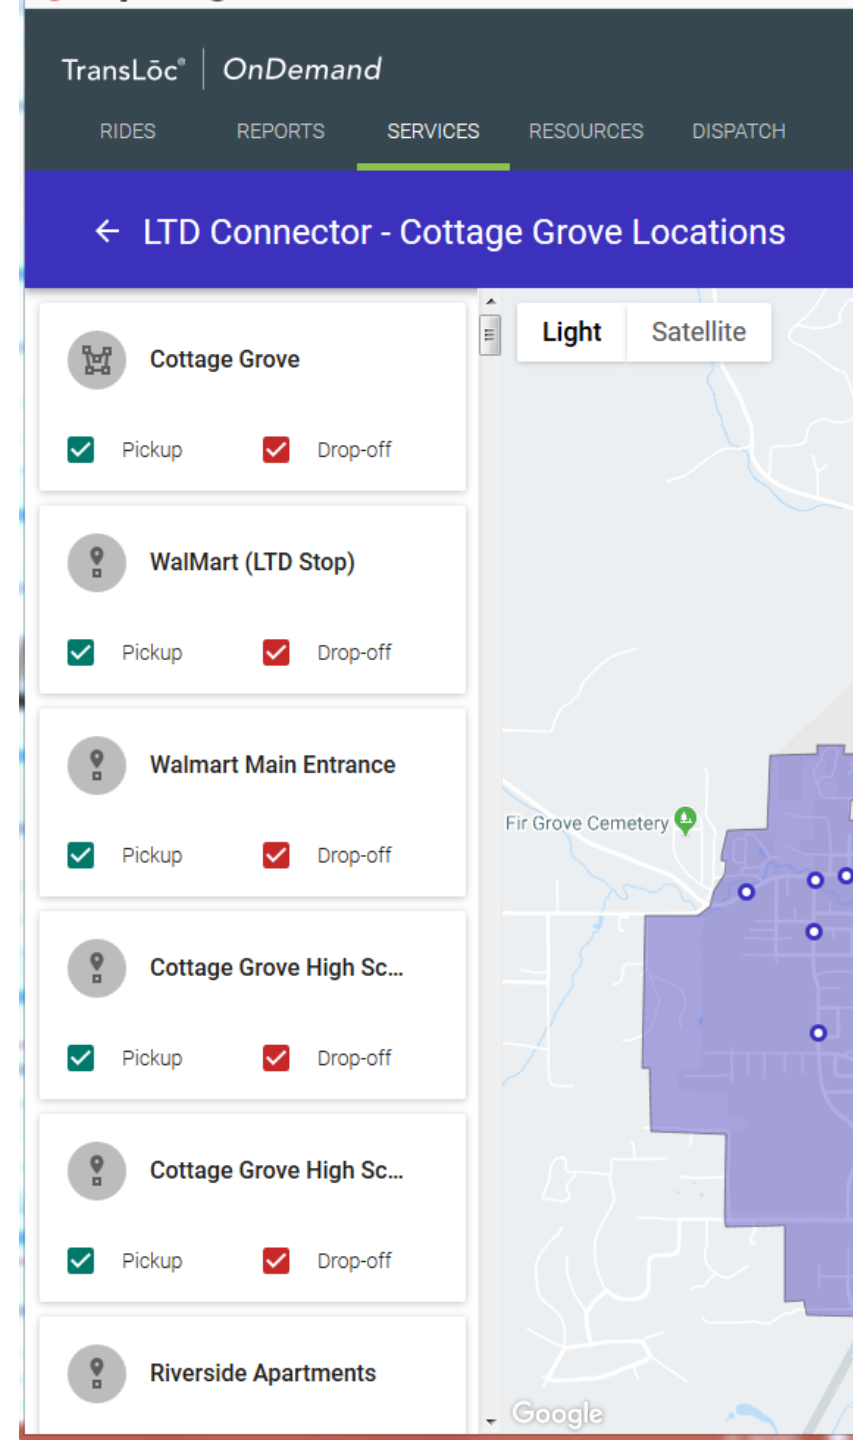 TransLōc® OnDemand
RIDES REPORTS SERVICES RESOURCES DISPATCH
← LTD Connector - Cottage Grove Locations
Cottage Grove
Pickup Drop-off
WalMart (LTD Stop)
Pickup Drop-off
Walmart Main Entrance
Pickup Drop-off
Cottage Grove High Sc...
Pickup Drop-off
Cottage Grove High Sc...
Pickup Drop-off
Riverside Apartments
Light Satellite
Fir Grove Cemetery
Google